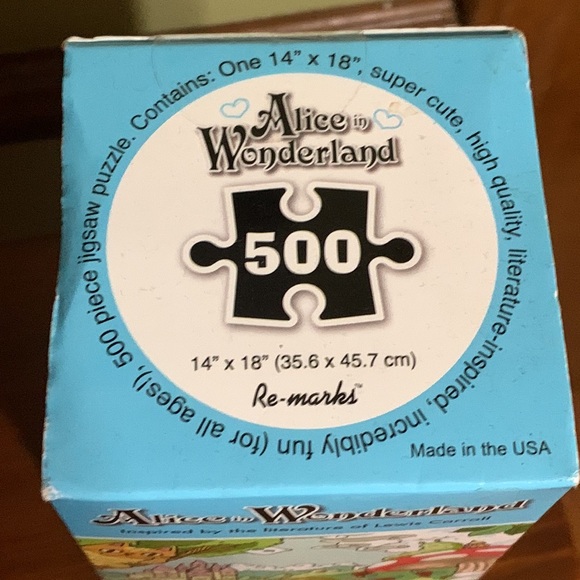 Contains: One 14" x 18", super cute, high quality, literature-inspired, incredibly fun (for all ages!), 500 piece jigsaw puzzle.
Alice in
Wonderland
500
14" x 18" (35.6 x 45.7 cm)
Re-marks™
Made in the USA
Alice in Wonderland
Inspired by the literature of Lewis Carroll